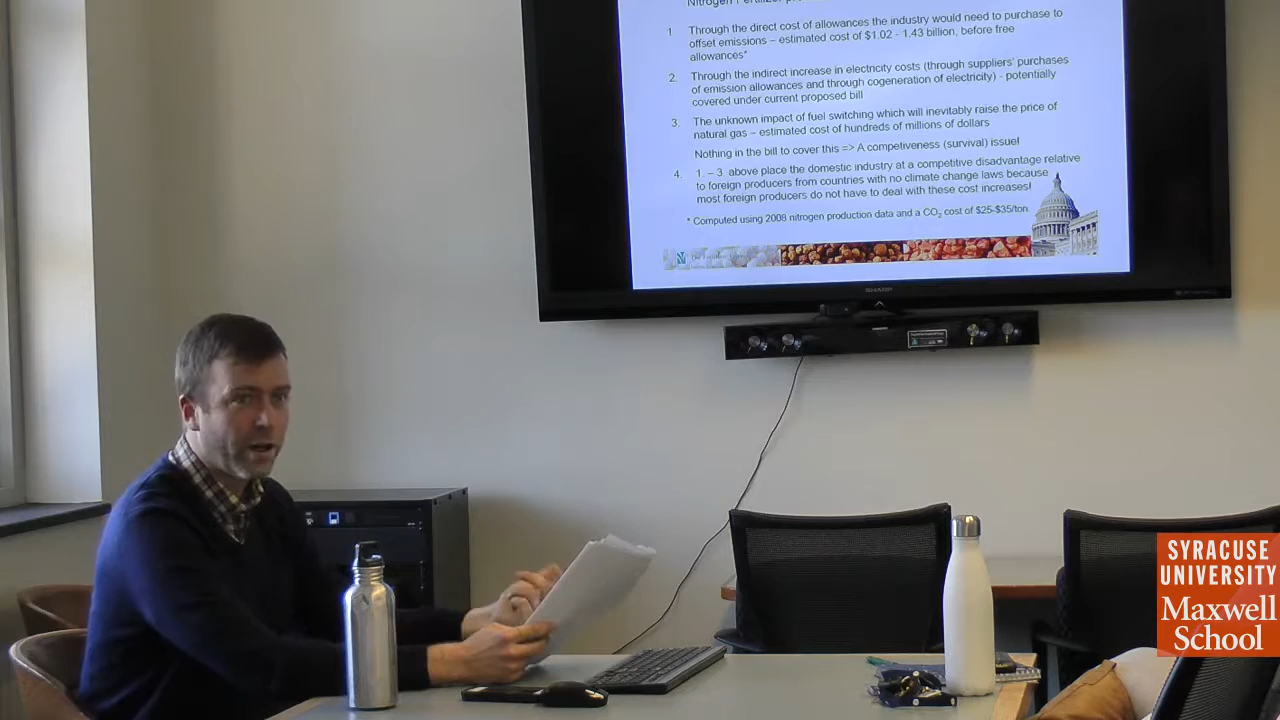 Nitrogen Fertilizer
1 Through the direct cost of allowances the industry would need to purchase to
offset emissions – estimated cost of $1.02 - 1.43 billion, before free
allowances*
2. Through the indirect increase in electricity costs (through suppliers' purchases
of emission allowances and through cogeneration of electricity) - potentially
covered under current proposed bill
3. The unknown impact of fuel switching which will inevitably raise the price of
natural gas – estimated cost of hundreds of millions of dollars
Nothing in the bill to cover this => A competiveness (survival) issue!
4. 1. – 3. above place the domestic industry at a competitive disadvantage relative
to foreign producers from countries with no climate change laws because
most foreign producers do not have to deal with these cost increases!
* Computed using 2008 nitrogen production data and a CO₂ cost of $25-$35/ton
SHARP
SYRACUSE
UNIVERSITY
Maxwell
School